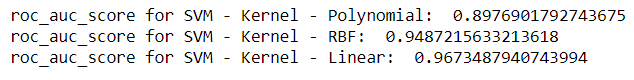 roc_auc_score for SVM - Kernel - Polynomial:  0.8976901792743675
roc_auc_score for SVM - Kernel - RBF:  0.9487215633213618
roc_auc_score for SVM - Kernel - Linear:  0.9673487940743994